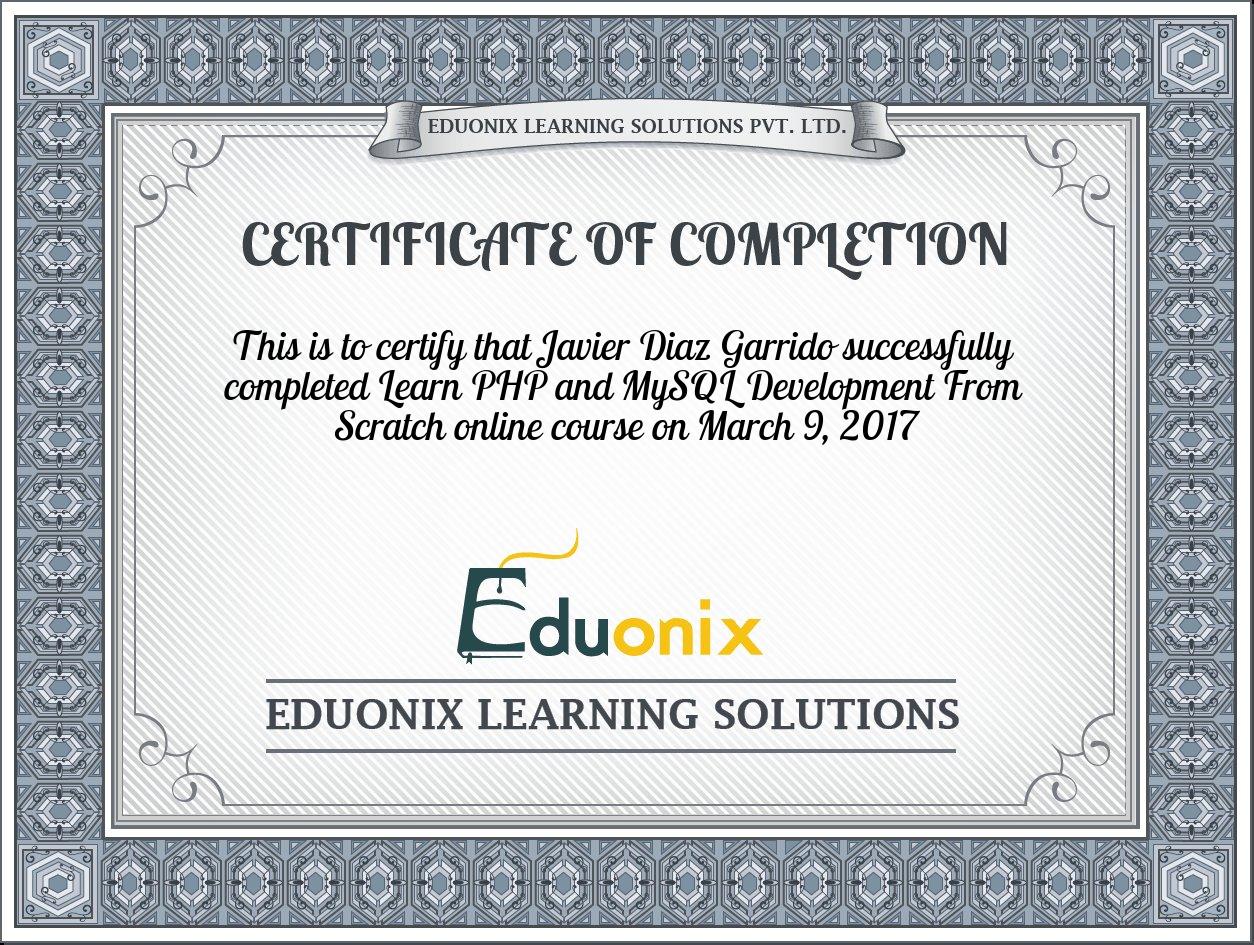 EDUONIX LEARNING SOLUTIONS PVT. LTD.
CERTIFICATE OF COMPLETION
This is to certify that Javier Diaz Garrido successfully
completed Learn PHP and MySQL Development From
Scratch online course on March 9, 2017
Eduonix
EDUONIX LEARNING SOLUTIONS